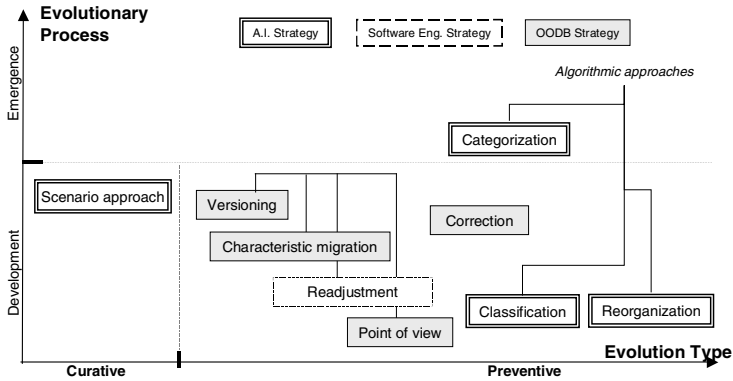 Evolutionary
Process
A.I. Strategy
Software Eng. Strategy
OODB Strategy
Algorithmic approaches
Emergence
Categorization
Scenario approach
Versioning
Correction
Characteristic migration
Development
Readjustment
Classification
Reorganization
Point of view
Evolution Type
Curative
Preventive